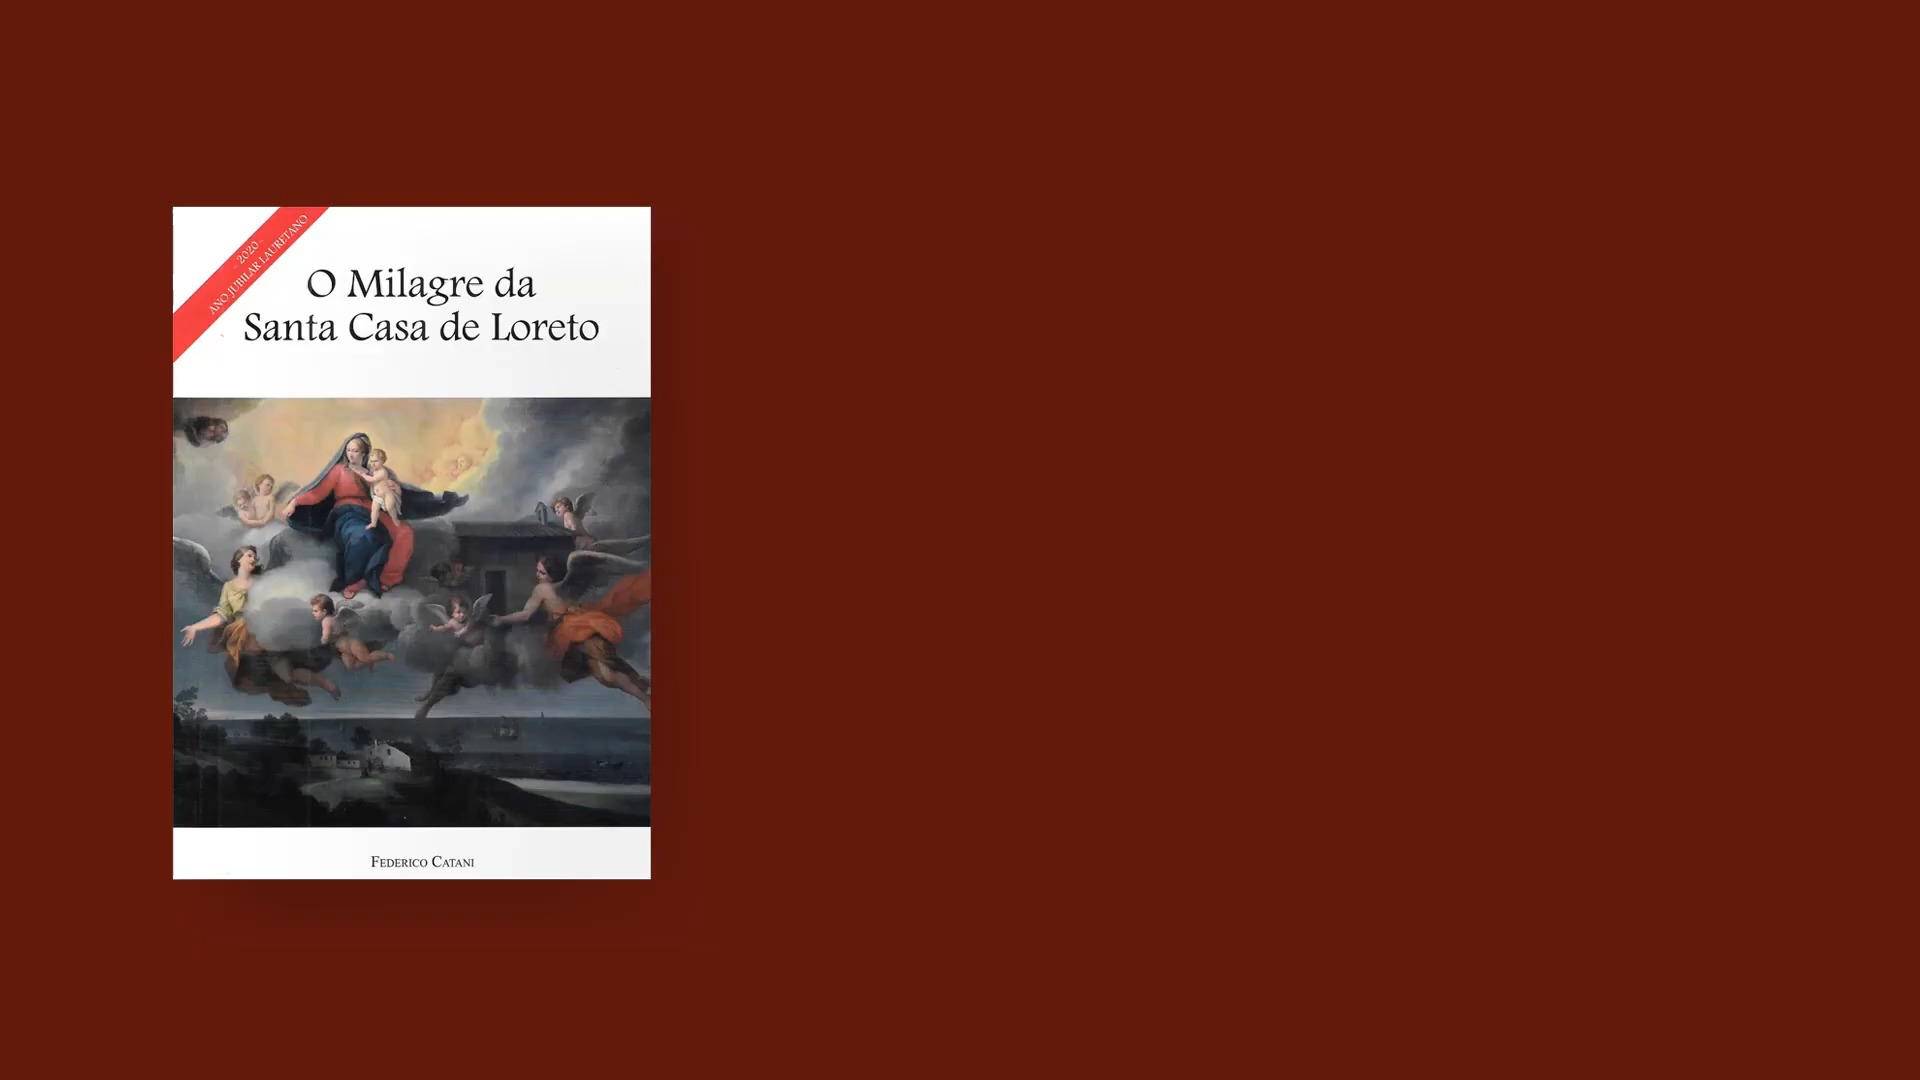 - 2020 -
ANO JUBILAR LAURETANO
O Milagre da
Santa Casa de Loreto
FEDERICO CATANI